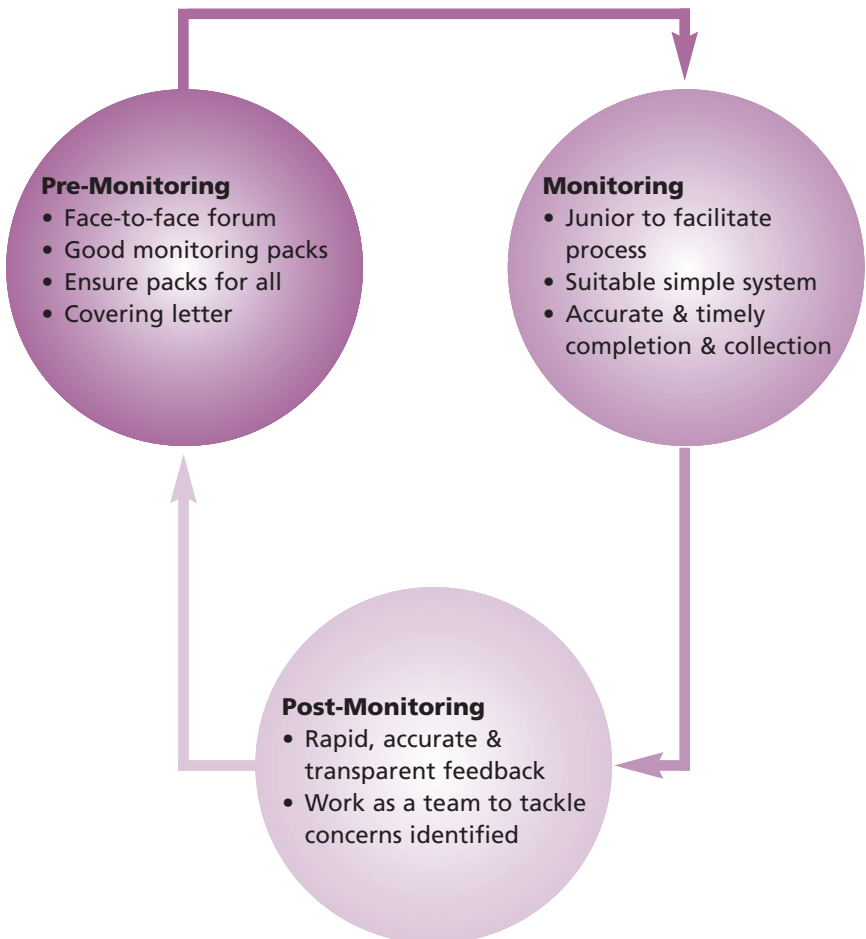 Pre-Monitoring
• Face-to-face forum
• Good monitoring packs
• Ensure packs for all
• Covering letter
Monitoring
• Junior to facilitate
process
• Suitable simple system
• Accurate & timely
completion & collection
Post-Monitoring
• Rapid, accurate &
transparent feedback
• Work as a team to tackle
concerns identified